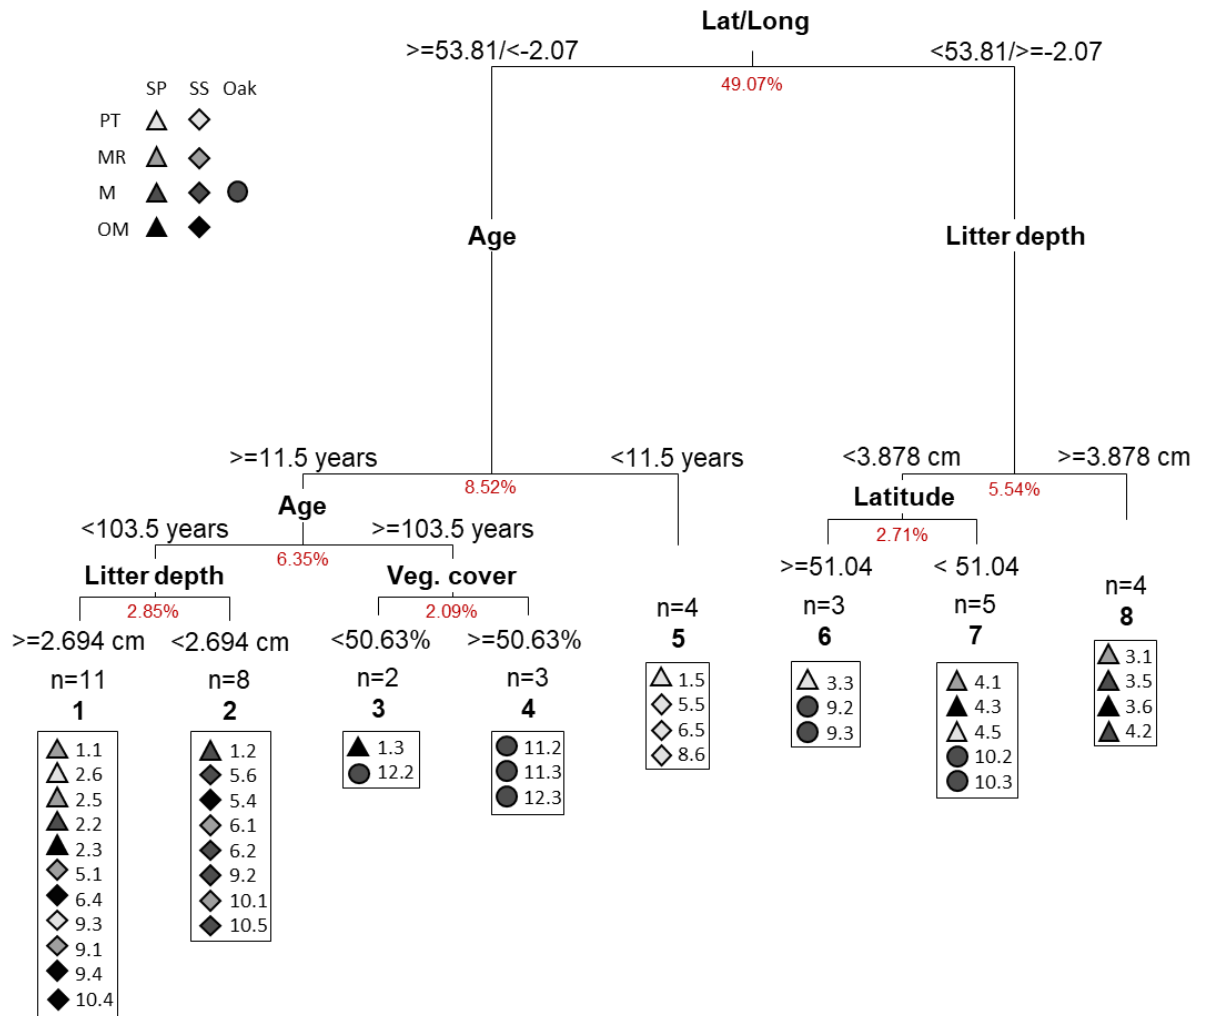 Lat/Long
>=53.81/<-2.07
<53.81/>=-2.07
49.07%
SP SS Oak
PT
MR
M
OM
Age
Litter depth
>=11.5 years
<11.5 years
8.52%
<3.878 cm
>=3.878 cm
5.54%
Age
<103.5 years
>=103.5 years
6.35%
Latitude
2.71%
>=51.04
< 51.04
Litter depth
2.85%
>=2.694 cm
<2.694 cm
Veg. cover
2.09%
<50.63%
>=50.63%
n=11
1
1.1
2.6
2.5
2.2
2.3
5.1
6.4
9.3
9.1
9.4
10.4
n=8
2
1.2
5.6
5.4
6.1
6.2
9.2
10.1
10.5
n=2
3
1.3
12.2
n=3
4
11.2
11.3
12.3
n=4
5
1.5
5.5
6.5
8.6
n=3
6
3.3
9.2
9.3
n=5
7
4.1
4.3
4.5
10.2
10.3
n=4
8
3.1
3.5
3.6
4.2